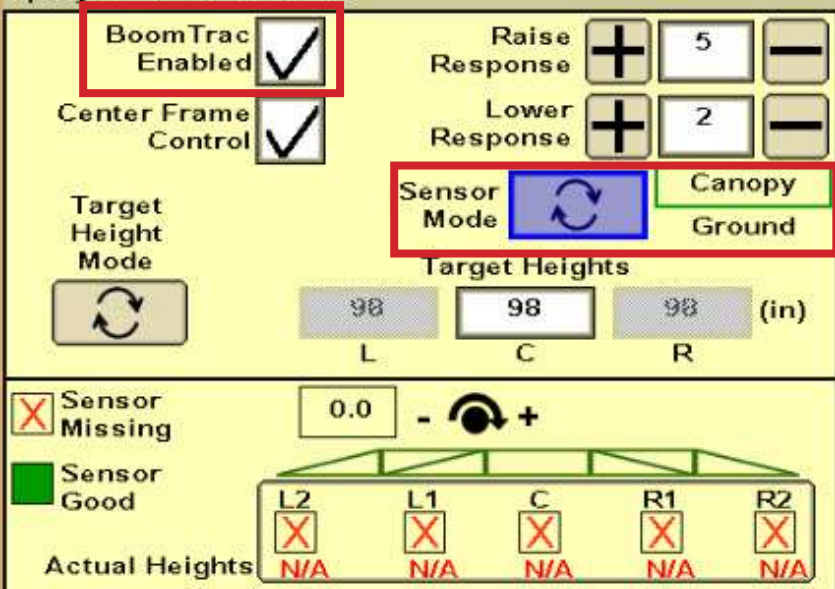 BoomTrac
Enabled
Raise
Response
5
Center Frame
Control
Lower
Response
2
Sensor
Mode
Canopy
Ground
Target
Height
Mode
Target Heights
98
98
98
(in)
L
C
R
Sensor
Missing
0.0
- +
Sensor
Good
L2 L1 C R1 R2
Actual Heights N/A N/A N/A N/A N/A